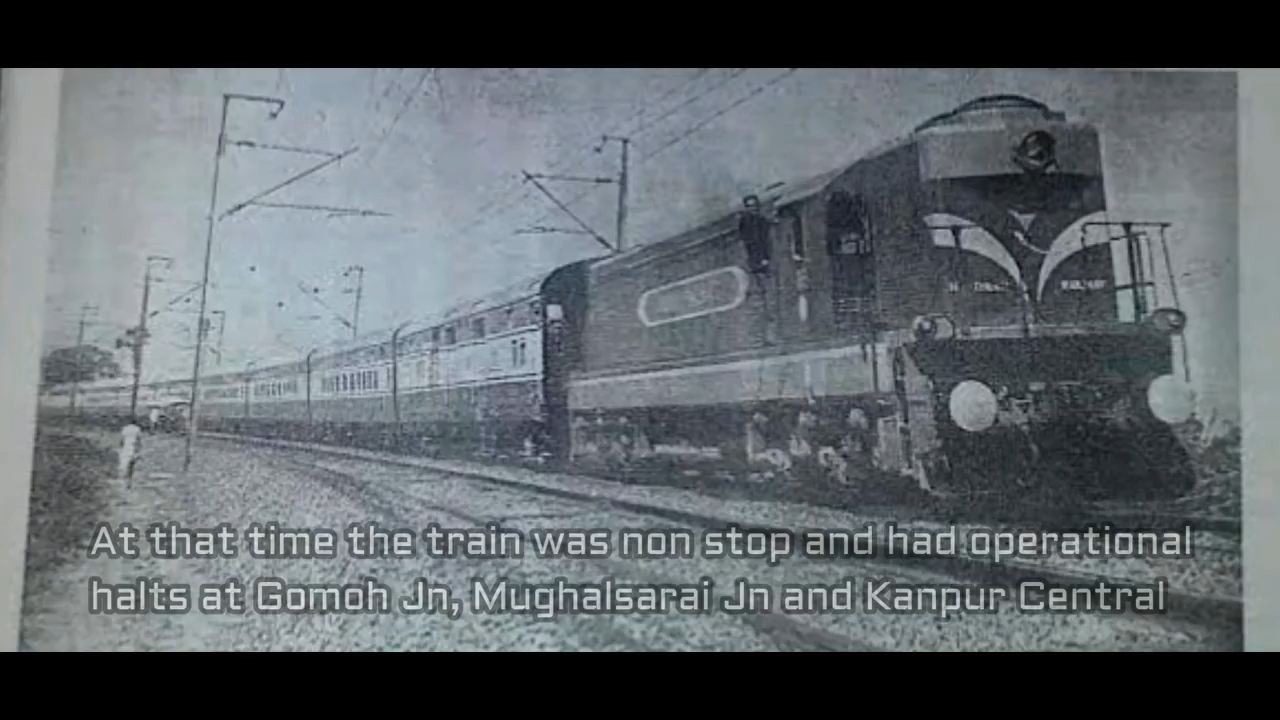 At that time the train was non stop and had operational
halts at Gomoh Jn, Mughalsarai Jn and Kanpur Central